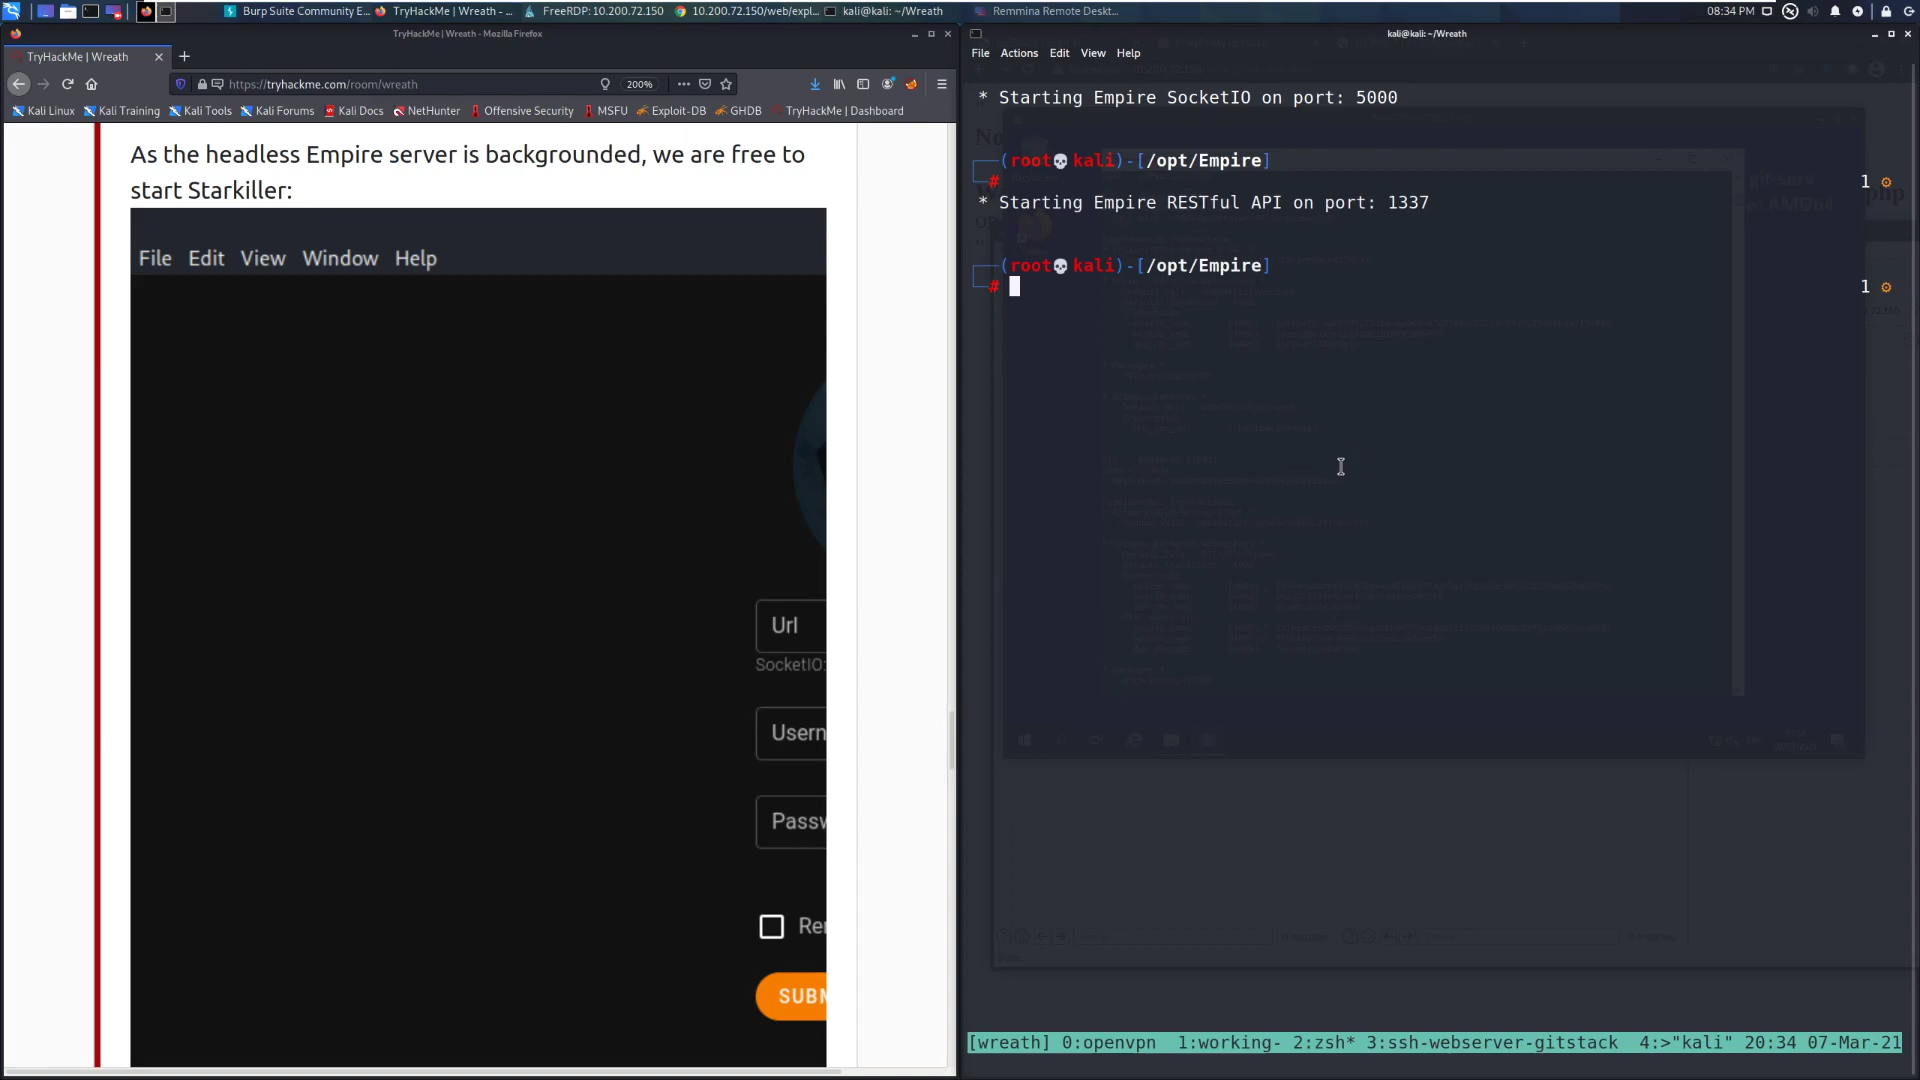 Burp Suite Community E...
TryHackMe | Wreath - ...
FreeRDP: 10.200.72.150
10.200.72.150/web/expl...
kali@kali: ~/Wreath
Remmina Remote Deskt...
08:34 PM
TryHackMe | Wreath - Mozilla Firefox
TryHackMe | Wreath
https://tryhackme.com/room/wreath
200%
Kali Linux
Kali Training
Kali Tools
Kali Forums
Kali Docs
NetHunter
Offensive Security
MSFU
Exploit-DB
GHDB
TryHackMe | Dashboard
As the headless Empire server is backgrounded, we are free to
start Starkiller:
File Edit View Window Help
Url
SocketIO:
Usern
Passw
Rer
SUBM
kali@kali: ~/Wreath
File Actions Edit View Help
* Starting Empire SocketIO on port: 5000
(root💀kali)-[/opt/Empire]
# 1
* Starting Empire RESTful API on port: 1337
(root💀kali)-[/opt/Empire]
# 1
[wreath] 0:openvpn 1:working- 2:zsh* 3:ssh-webserver-gitstack 4:>"kali" 20:34 07-Mar-21